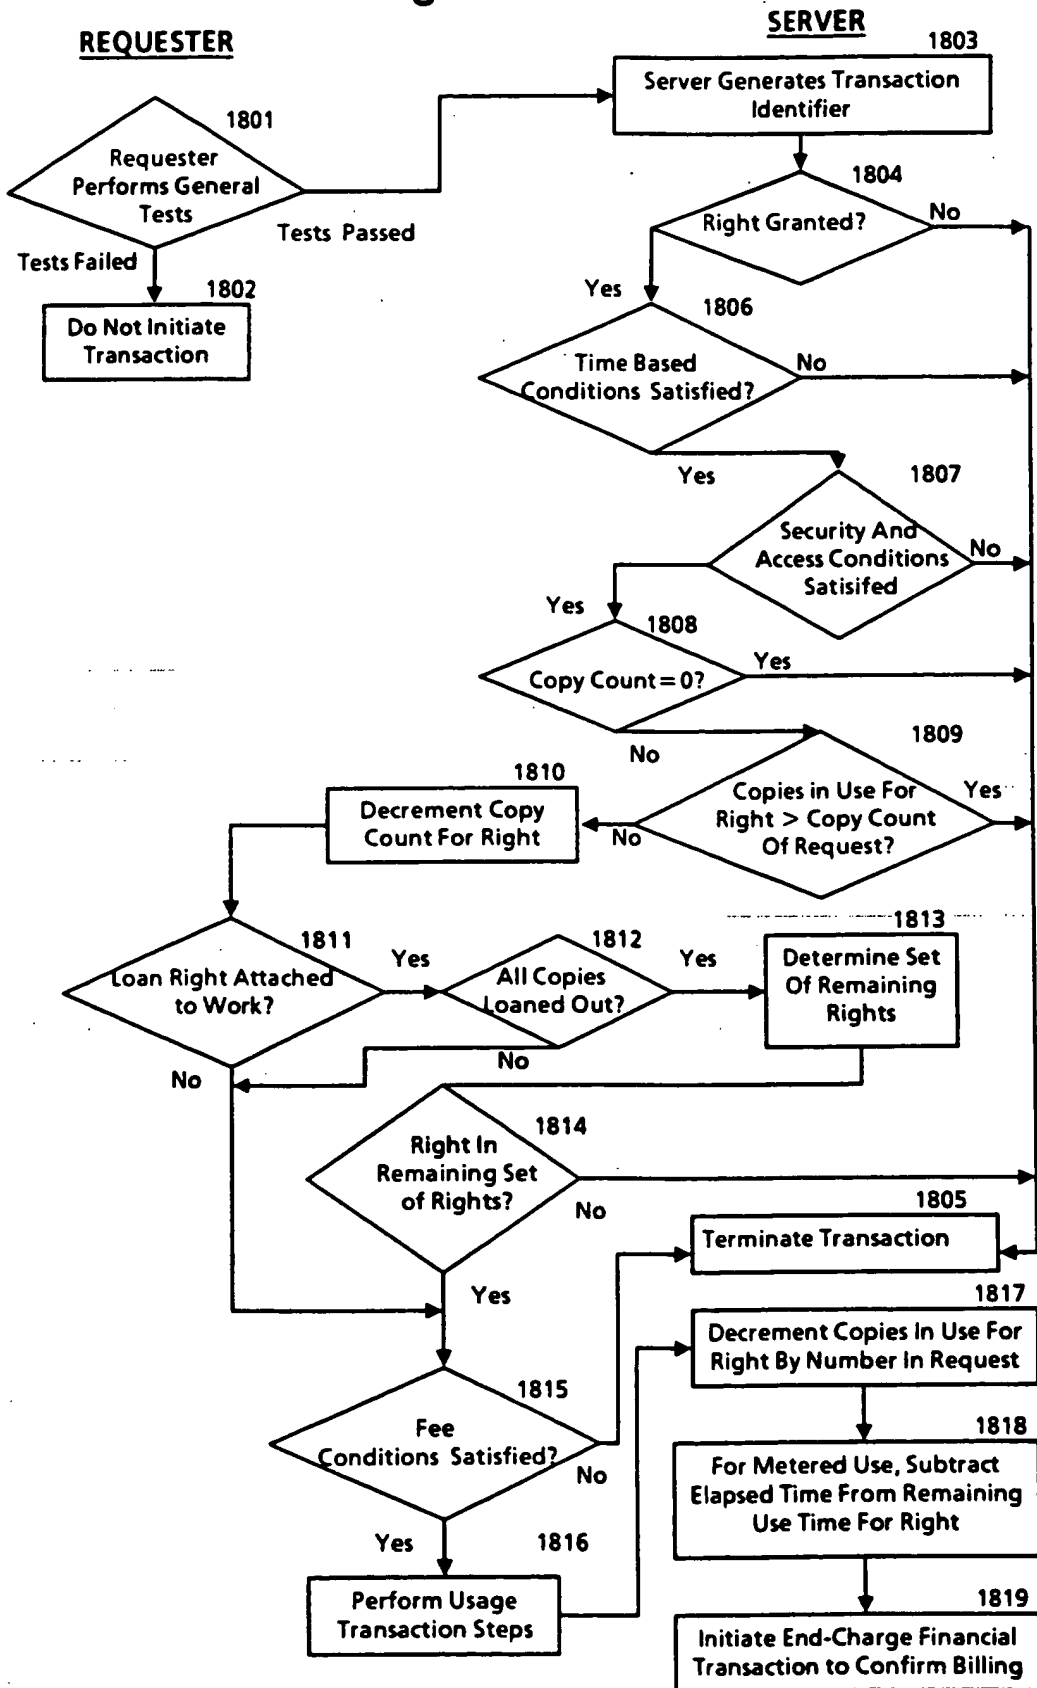 REQUESTER
SERVER
1803
Server Generates Transaction
Identifier
1801
Requester
Performs General
Tests
Tests Passed
Tests Failed
1802
Do Not Initiate
Transaction
1804
Right Granted?
No
Yes
1806
Time Based
Conditions Satisfied?
No
Yes
1807
Security And
Access Conditions
Satisifed
No
Yes
1808
Copy Count = 0?
Yes
No
1809
Copies in Use For
Right > Copy Count
Of Request?
Yes
No
1810
Decrement Copy
Count For Right
1811
Loan Right Attached
to Work?
Yes
No
1812
All Copies
Loaned Out?
Yes
No
1813
Determine Set
Of Remaining
Rights
1814
Right In
Remaining Set
of Rights?
No
Yes
1805
Terminate Transaction
1815
Fee
Conditions Satisfied?
No
Yes
1816
Perform Usage
Transaction Steps
1817
Decrement Copies In Use For
Right By Number In Request
1818
For Metered Use, Subtract
Elapsed Time From Remaining
Use Time For Right
1819
Initiate End-Charge Financial
Transaction to Confirm Billing